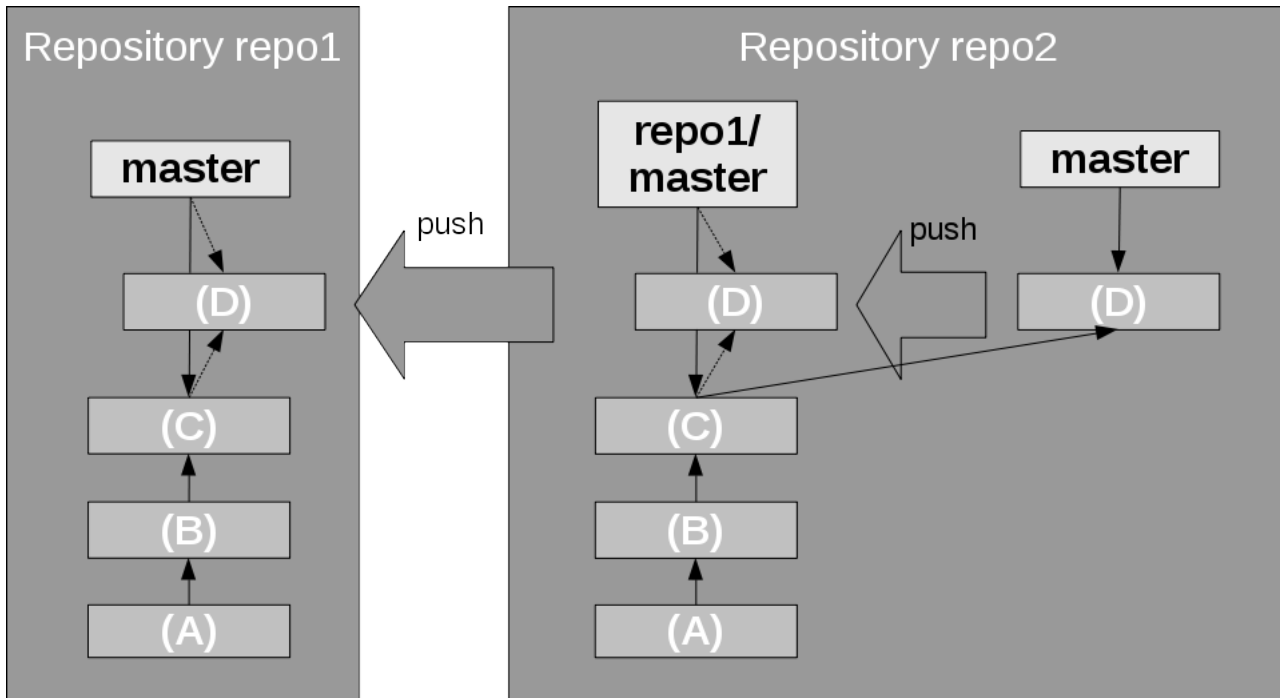 Repository repo1
master
(D)
(C)
(B)
(A)
push
Repository repo2
repo1/
master
(D)
(C)
(B)
(A)
push
master
(D)